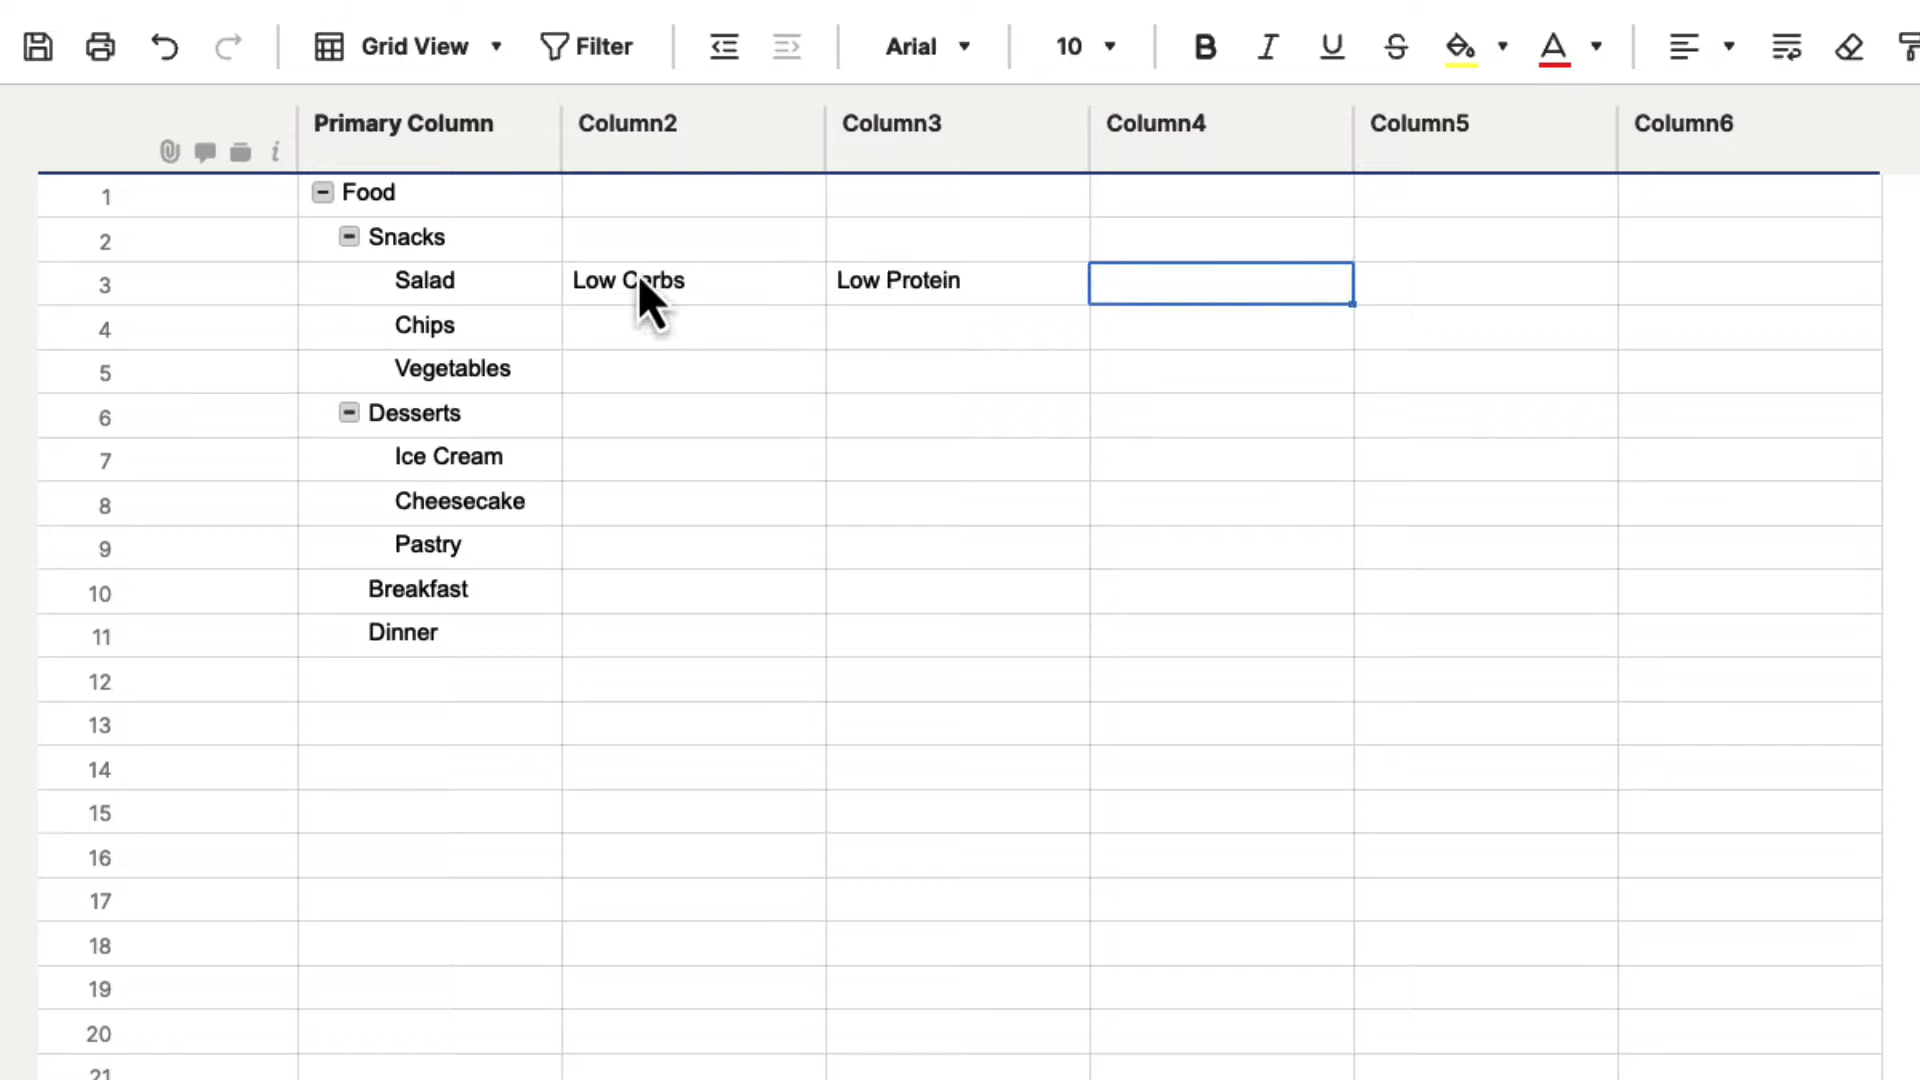 Grid View Filter Arial 10 B I U S A
Primary Column Column2 Column3 Column4 Column5 Column6
1 Food
2 Snacks
3 Salad Low Carbs Low Protein
4 Chips
5 Vegetables
6 Desserts
7 Ice Cream
8 Cheesecake
9 Pastry
10 Breakfast
11 Dinner
12
13
14
15
16
17
18
19
20
21